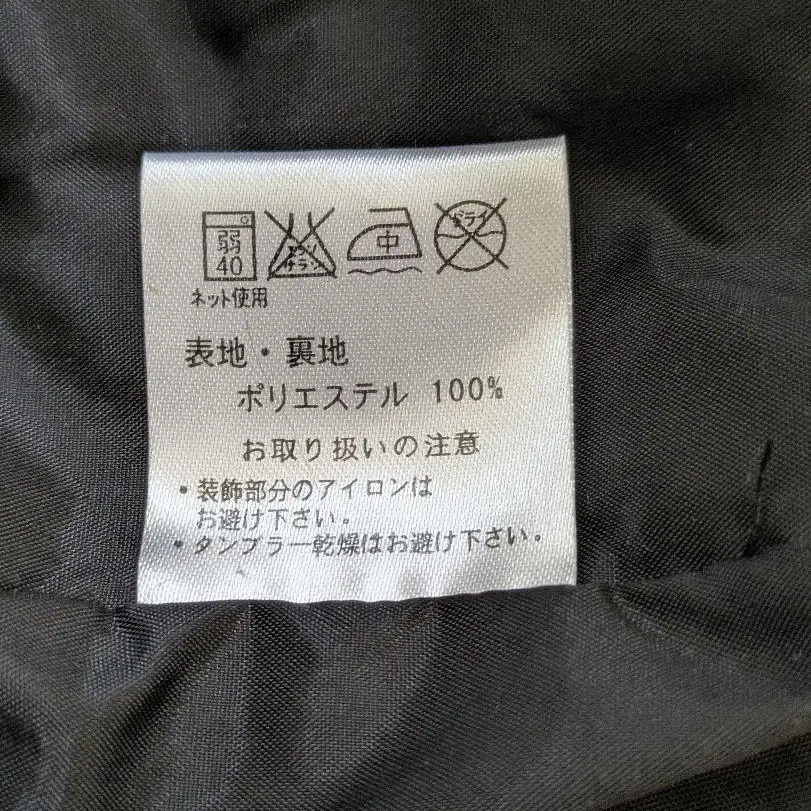 弱
40
エンソ
サラシ
中
ドライ
ネット使用
表地・裏地
ポリエステル 100%
お取り扱いの注意
・装飾部分のアイロンは
お避け下さい。
・タンブラー乾燥はお避け下さい。